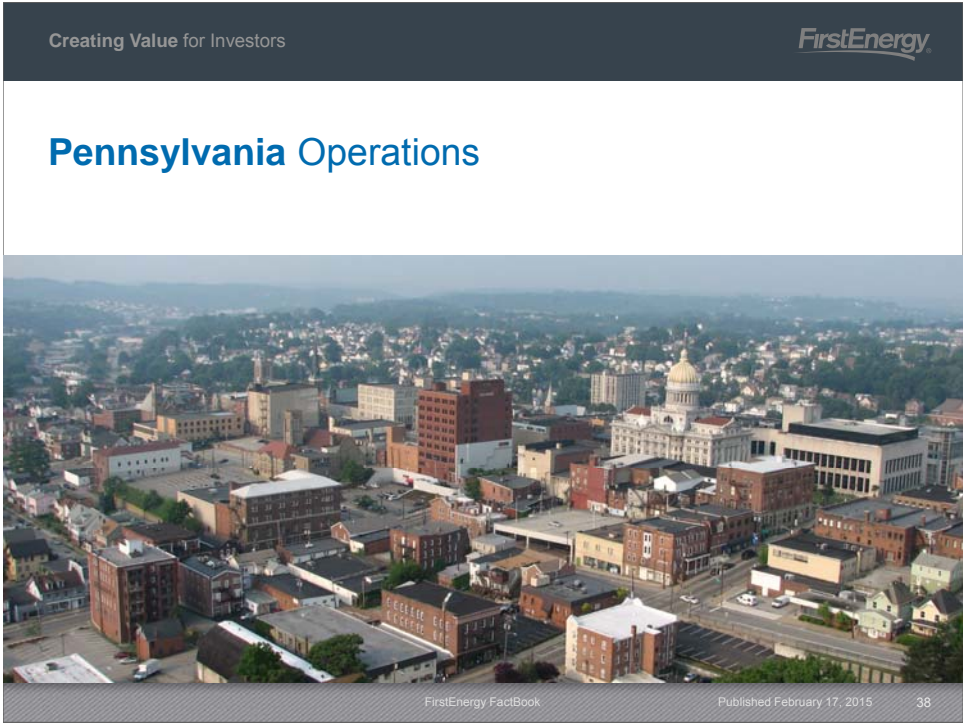 Creating Value for Investors
FirstEnergy®
Pennsylvania Operations
FirstEnergy FactBook
Published February 17, 2015
38